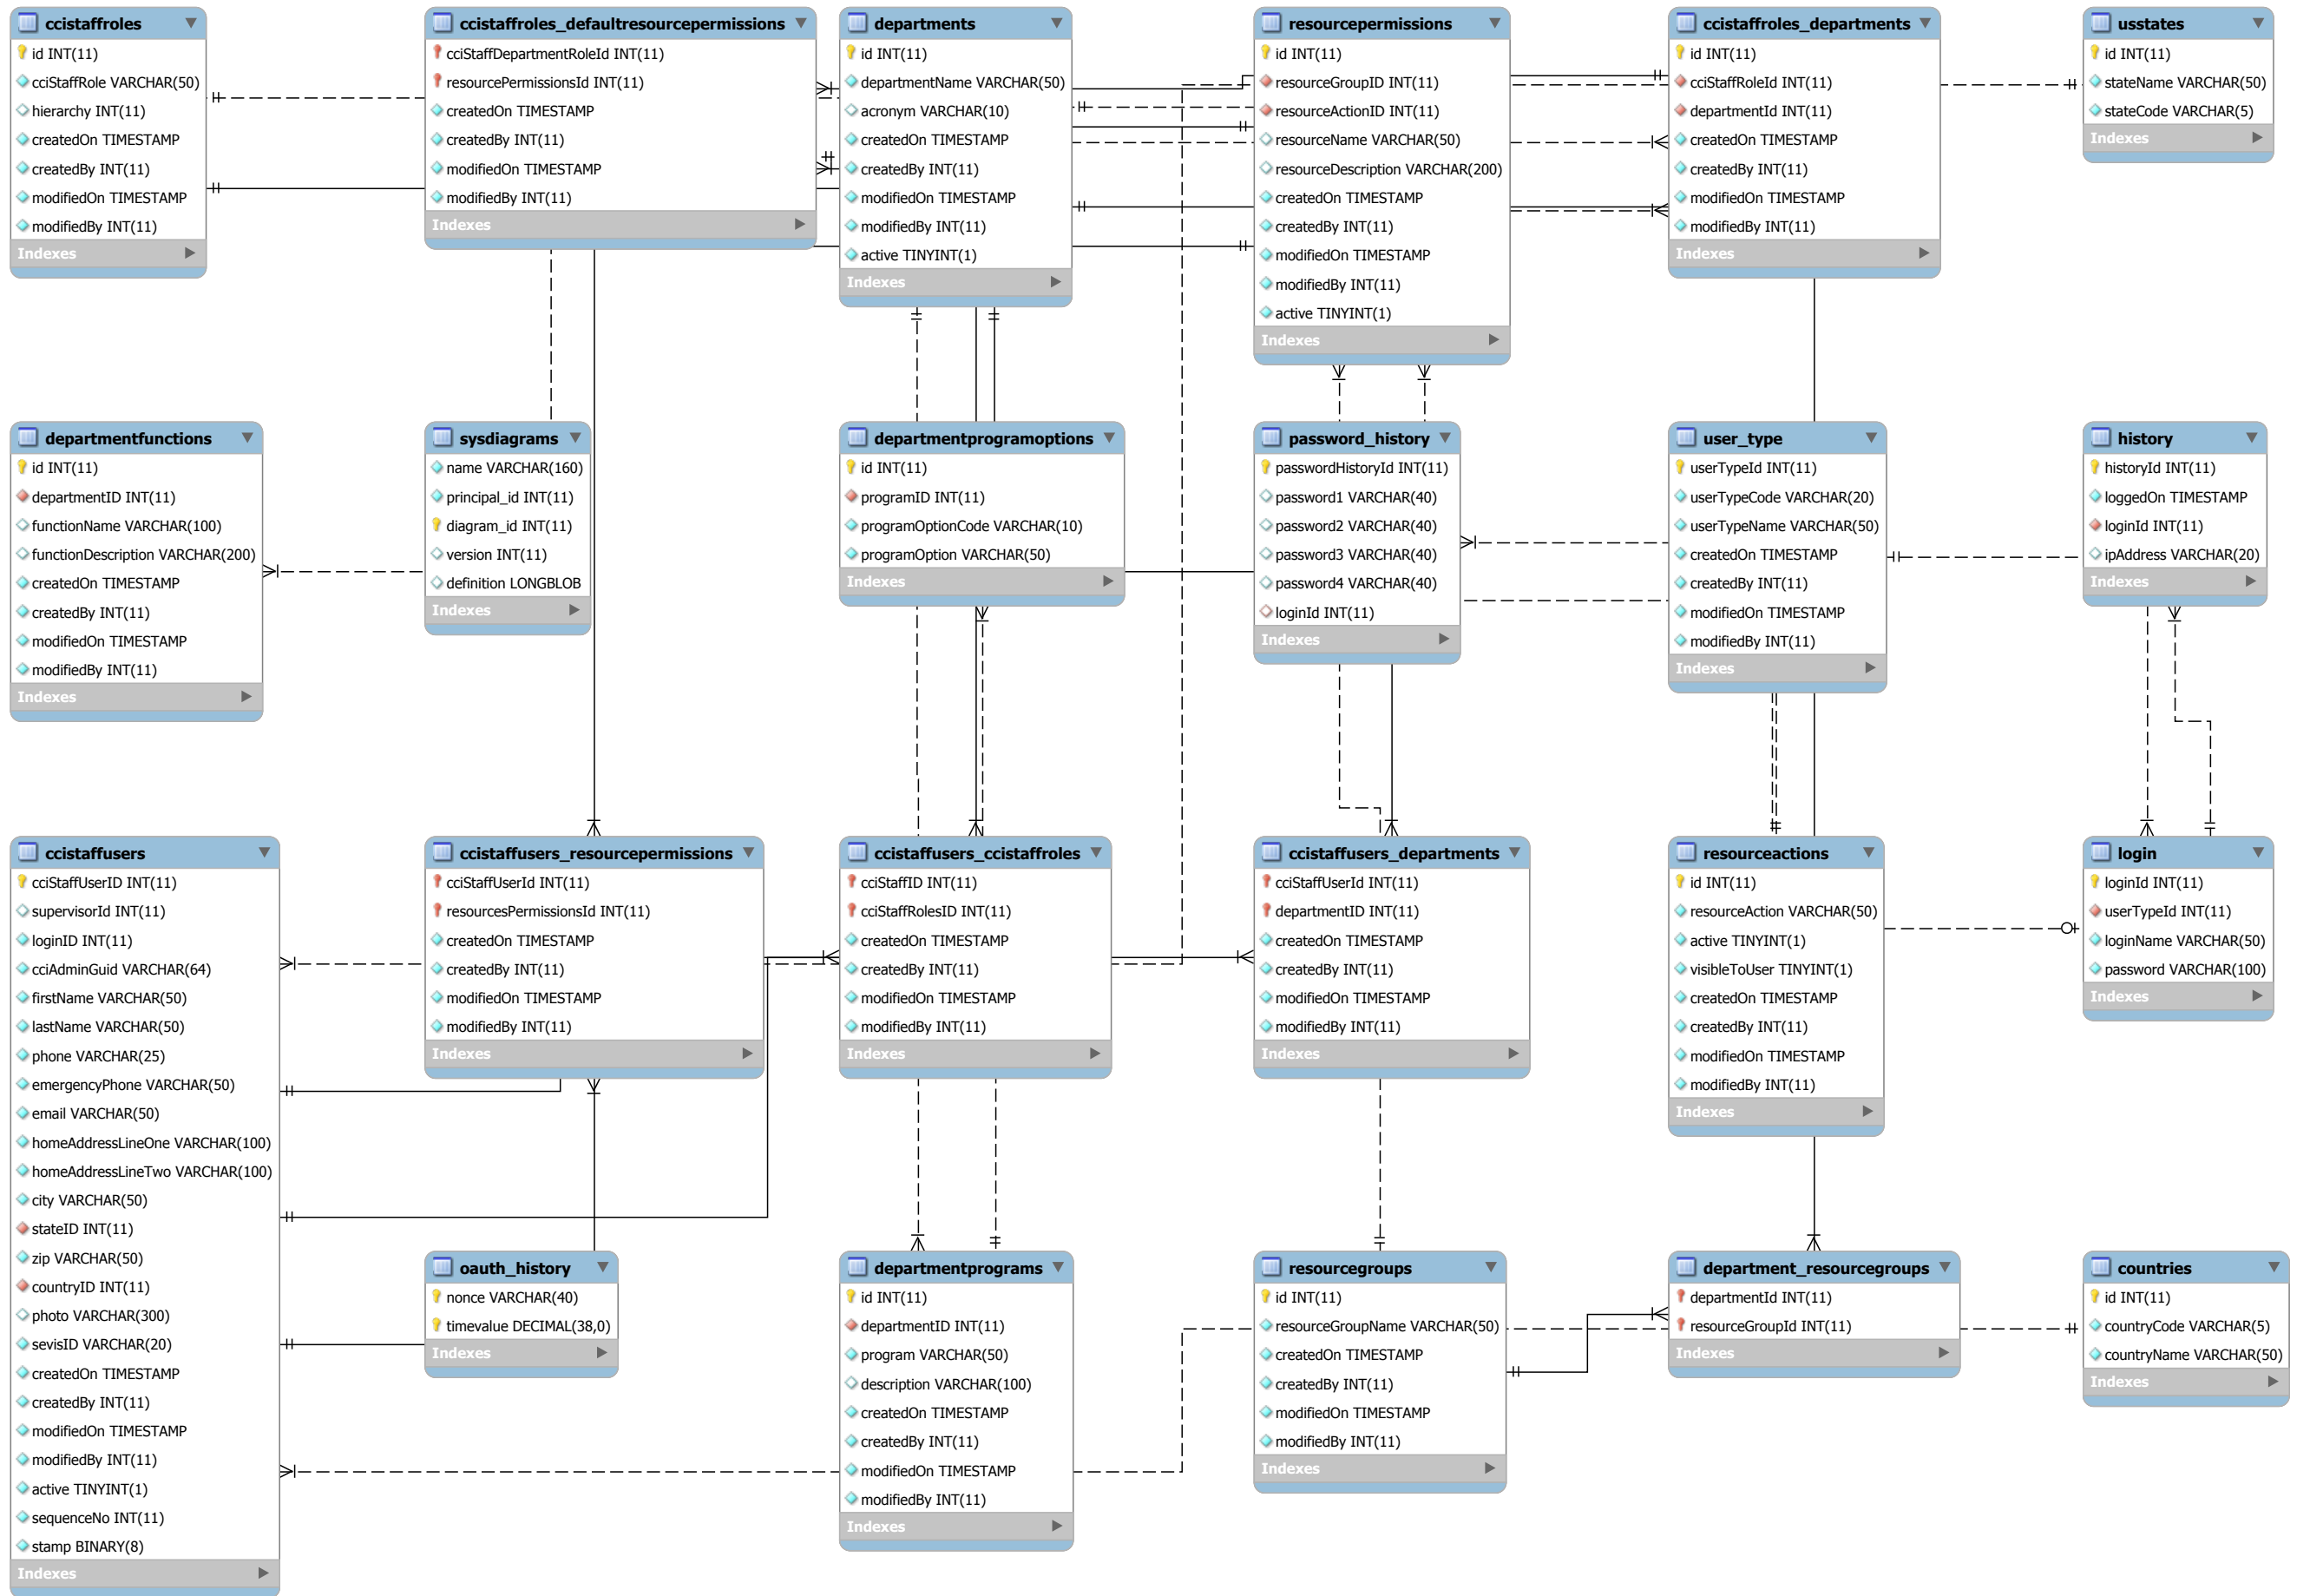 ccistaffroles
id INT(11)
cciStaffRole VARCHAR(50)
hierarchy INT(11)
createdOn TIMESTAMP
createdBy INT(11)
modifiedOn TIMESTAMP
modifiedBy INT(11)
Indexes
ccistaffroles_defaultresourcepermissions
cciStaffDepartmentRoleId INT(11)
resourcePermissionsId INT(11)
createdOn TIMESTAMP
createdBy INT(11)
modifiedOn TIMESTAMP
modifiedBy INT(11)
Indexes
departments
id INT(11)
departmentName VARCHAR(50)
acronym VARCHAR(10)
createdOn TIMESTAMP
createdBy INT(11)
modifiedOn TIMESTAMP
modifiedBy INT(11)
active TINYINT(1)
Indexes
resourcepermissions
id INT(11)
resourceGroupID INT(11)
resourceActionID INT(11)
resourceName VARCHAR(50)
resourceDescription VARCHAR(200)
createdOn TIMESTAMP
createdBy INT(11)
modifiedOn TIMESTAMP
modifiedBy INT(11)
active TINYINT(1)
Indexes
ccistaffroles_departments
id INT(11)
cciStaffRoleId INT(11)
departmentId INT(11)
createdOn TIMESTAMP
createdBy INT(11)
modifiedOn TIMESTAMP
modifiedBy INT(11)
Indexes
usstates
id INT(11)
stateName VARCHAR(50)
stateCode VARCHAR(5)
Indexes
departmentfunctions
id INT(11)
departmentID INT(11)
functionName VARCHAR(100)
functionDescription VARCHAR(200)
createdOn TIMESTAMP
createdBy INT(11)
modifiedOn TIMESTAMP
modifiedBy INT(11)
Indexes
sysdiagrams
name VARCHAR(160)
principal_id INT(11)
diagram_id INT(11)
version INT(11)
definition LONGBLOB
Indexes
departmentprogramoptions
id INT(11)
programID INT(11)
programOptionCode VARCHAR(10)
programOption VARCHAR(50)
Indexes
password_history
passwordHistoryId INT(11)
password1 VARCHAR(40)
password2 VARCHAR(40)
password3 VARCHAR(40)
password4 VARCHAR(40)
loginId INT(11)
Indexes
user_type
userTypeId INT(11)
userTypeCode VARCHAR(20)
userTypeName VARCHAR(50)
createdOn TIMESTAMP
createdBy INT(11)
modifiedOn TIMESTAMP
modifiedBy INT(11)
Indexes
history
historyId INT(11)
loggedOn TIMESTAMP
loginId INT(11)
ipAddress VARCHAR(20)
Indexes
ccistaffusers
cciStaffUserID INT(11)
supervisorId INT(11)
loginID INT(11)
cciAdminGuid VARCHAR(64)
firstName VARCHAR(50)
lastName VARCHAR(50)
phone VARCHAR(25)
emergencyPhone VARCHAR(50)
email VARCHAR(50)
homeAddressLineOne VARCHAR(100)
homeAddressLineTwo VARCHAR(100)
city VARCHAR(50)
stateID INT(11)
zip VARCHAR(50)
countryID INT(11)
photo VARCHAR(300)
sevisID VARCHAR(20)
createdOn TIMESTAMP
createdBy INT(11)
modifiedOn TIMESTAMP
modifiedBy INT(11)
active TINYINT(1)
sequenceNo INT(11)
stamp BINARY(8)
Indexes
ccistaffusers_resourcepermissions
cciStaffUserId INT(11)
resourcesPermissionsId INT(11)
createdOn TIMESTAMP
createdBy INT(11)
modifiedOn TIMESTAMP
modifiedBy INT(11)
Indexes
ccistaffusers_ccistaffroles
cciStaffID INT(11)
cciStaffRolesID INT(11)
createdOn TIMESTAMP
createdBy INT(11)
modifiedOn TIMESTAMP
modifiedBy INT(11)
Indexes
ccistaffusers_departments
cciStaffUserId INT(11)
departmentID INT(11)
createdOn TIMESTAMP
createdBy INT(11)
modifiedOn TIMESTAMP
modifiedBy INT(11)
Indexes
resourceactions
id INT(11)
resourceAction VARCHAR(50)
active TINYINT(1)
visibleToUser TINYINT(1)
createdOn TIMESTAMP
createdBy INT(11)
modifiedOn TIMESTAMP
modifiedBy INT(11)
Indexes
login
loginId INT(11)
userTypeId INT(11)
loginName VARCHAR(50)
password VARCHAR(100)
Indexes
oauth_history
nonce VARCHAR(40)
timevalue DECIMAL(38,0)
Indexes
departmentprograms
id INT(11)
departmentID INT(11)
program VARCHAR(50)
description VARCHAR(100)
createdOn TIMESTAMP
createdBy INT(11)
modifiedOn TIMESTAMP
modifiedBy INT(11)
Indexes
resourcegroups
id INT(11)
resourceGroupName VARCHAR(50)
createdOn TIMESTAMP
createdBy INT(11)
modifiedOn TIMESTAMP
modifiedBy INT(11)
Indexes
department_resourcegroups
departmentId INT(11)
resourceGroupId INT(11)
Indexes
countries
id INT(11)
countryCode VARCHAR(5)
countryName VARCHAR(50)
Indexes